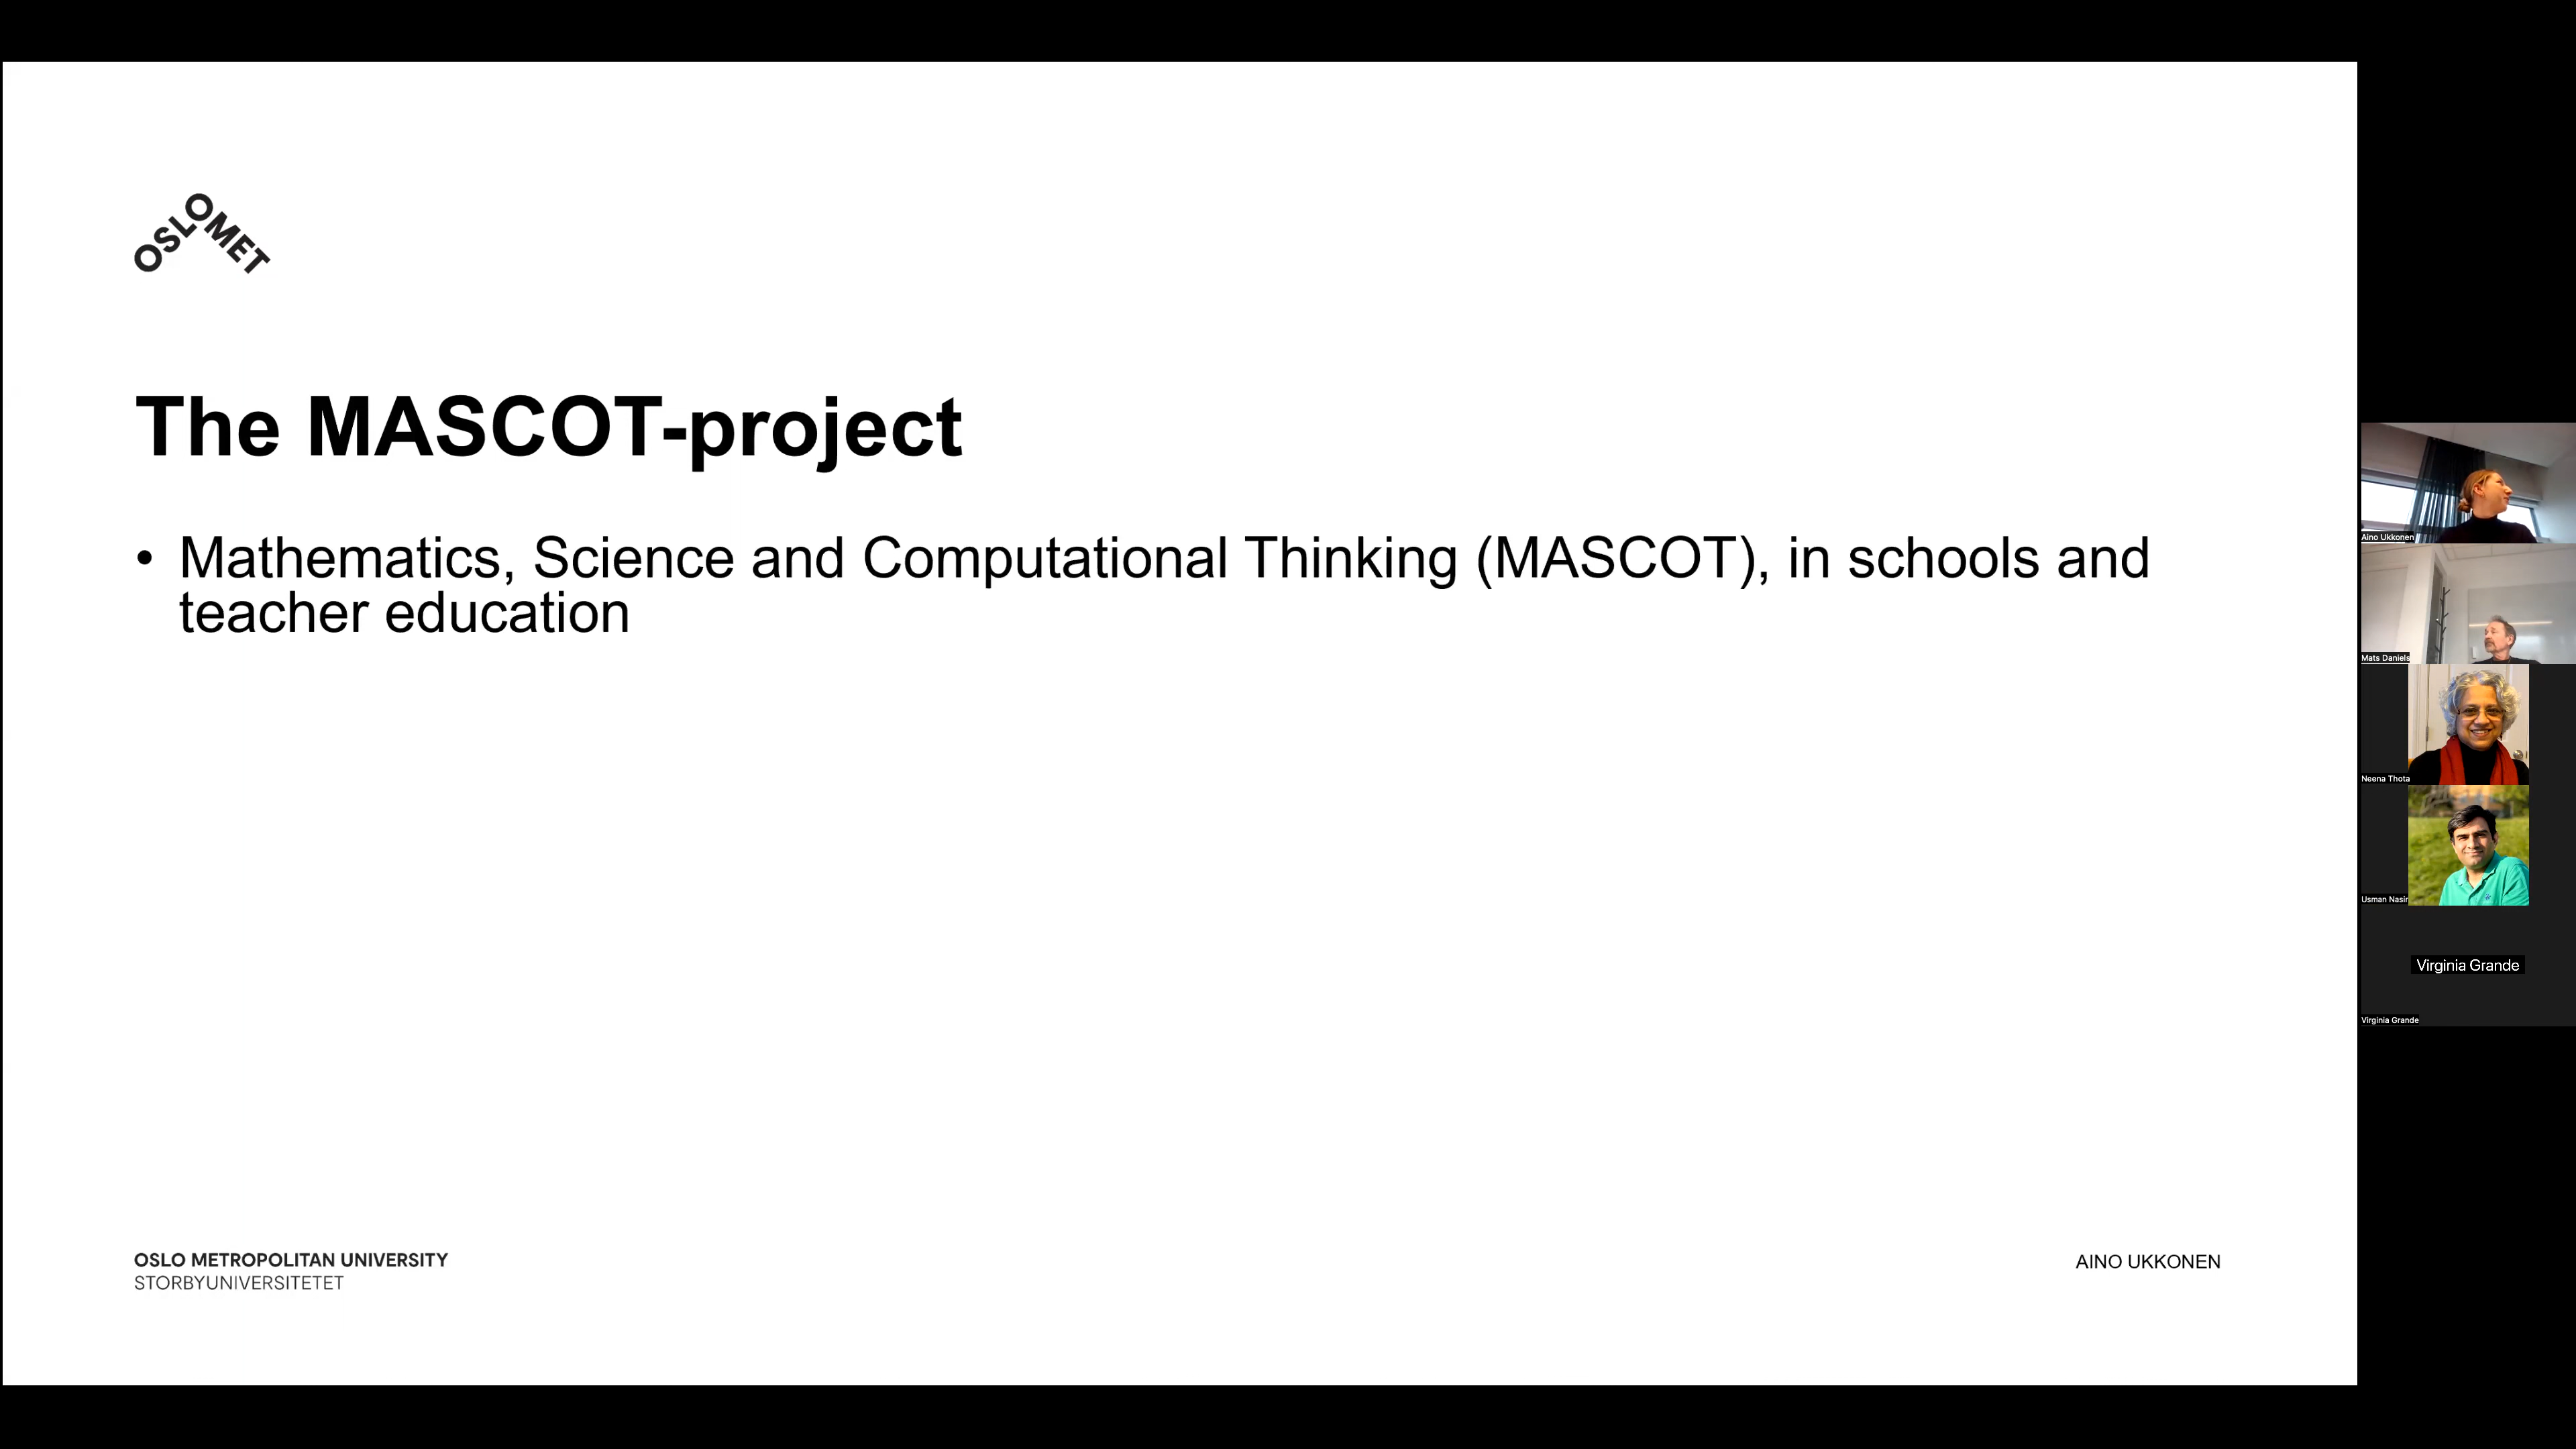 OSLOMET
The MASCOT-project
• Mathematics, Science and Computational Thinking (MASCOT), in schools and
teacher education
OSLO METROPOLITAN UNIVERSITY
STORBYUNIVERSITETET
AINO UKKONEN
Aino Ukkonen
Mats Daniels
Neena Thota
Usman Nasir
Virginia Grande
Virginia Grande